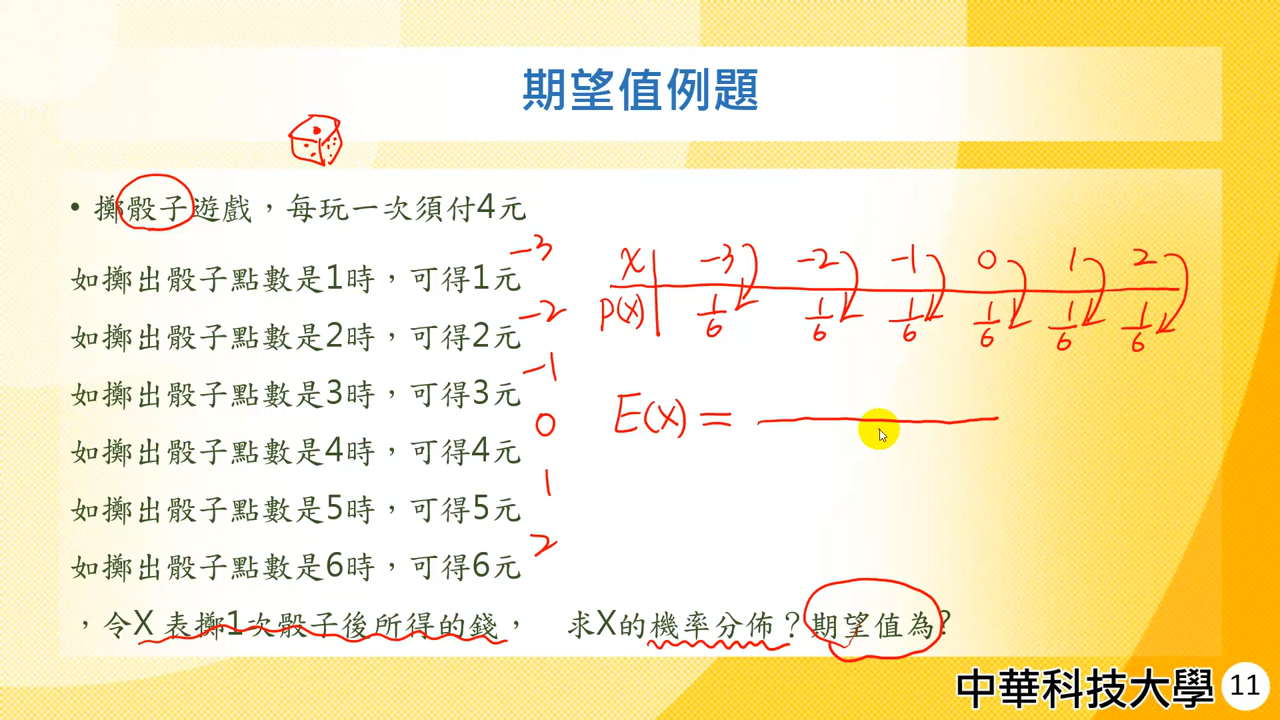 期望值例題
• 擲骰子遊戲，每玩一次須付4元
-3
如擲出骰子點數是1時，可得1元
-2
如擲出骰子點數是2時，可得2元
-1
如擲出骰子點數是3時，可得3元
0
如擲出骰子點數是4時，可得4元
1
如擲出骰子點數是5時，可得5元
2
如擲出骰子點數是6時，可得6元
，令X 表擲1次骰子後所得的錢， 求X的機率分佈？期望值為?
x -3 -2 -1 0 1 2
P(x) 1/6 1/6 1/6 1/6 1/6 1/6
E(x) =
中華科技大學 11